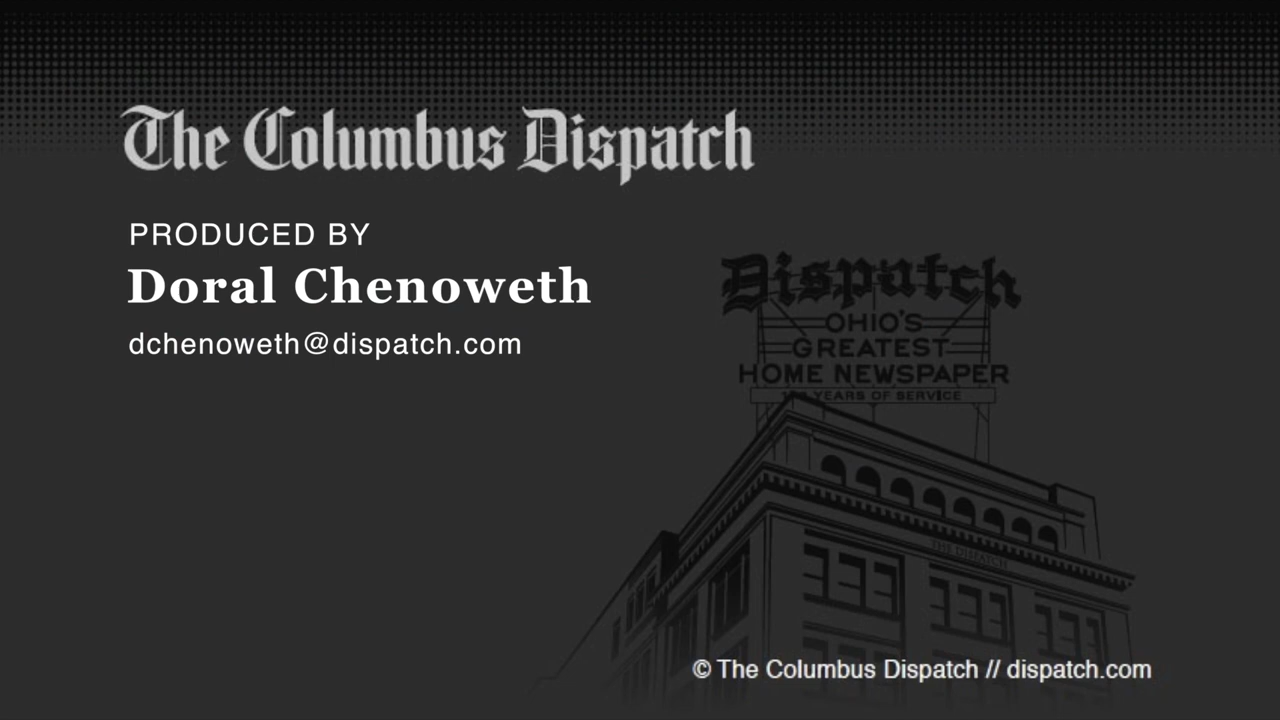 The Columbus Dispatch
PRODUCED BY
Doral Chenoweth
dchenoweth@dispatch.com
Dispatch
OHIO'S
GREATEST
HOME NEWSPAPER
YEARS OF SERVICE
THE DISPATCH
© The Columbus Dispatch // dispatch.com